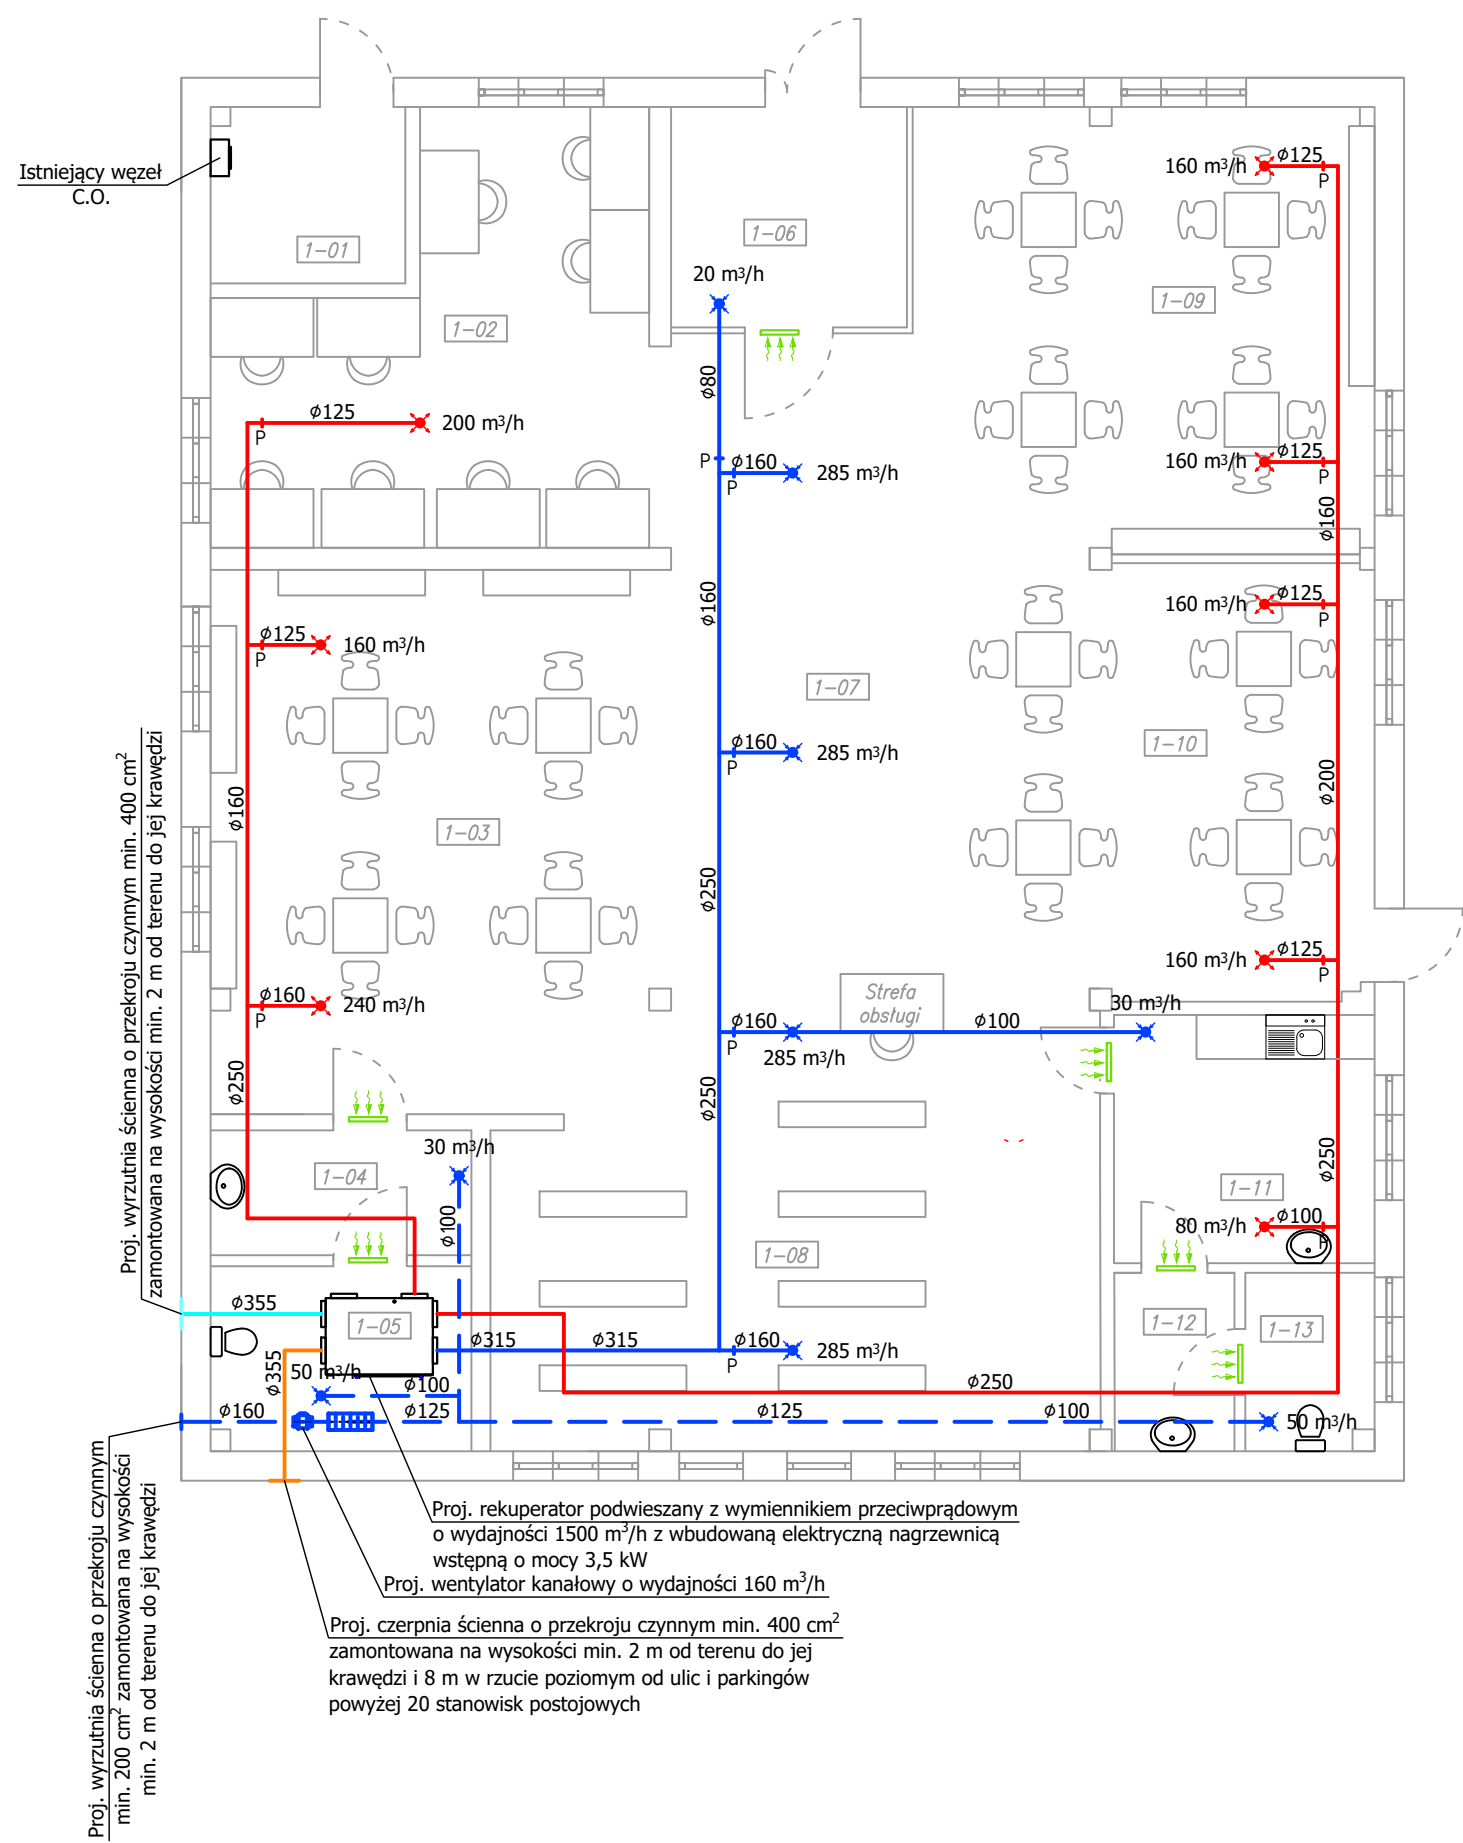 Istniejący węzeł
C.O.
1-01
1-02
1-06
20 m³/h
160 m³/h
ϕ125
P
1-09
ϕ80
ϕ125
P
200 m³/h
P
ϕ160
P
285 m³/h
160 m³/h
ϕ125
P
ϕ160
ϕ125
P
160 m³/h
ϕ160
160 m³/h
ϕ125
P
1-07
ϕ160
P
285 m³/h
1-10
ϕ200
ϕ160
1-03
ϕ250
Proj. wyrzutnia ścienna o przekroju czynnym min. 400 cm²
zamontowana na wysokości min. 2 m od terenu do jej krawędzi
ϕ160
P
240 m³/h
160 m³/h
ϕ125
P
Strefa
obsługi
ϕ160
P
285 m³/h
ϕ100
30 m³/h
ϕ250
ϕ250
ϕ250
30 m³/h
1-04
ϕ100
1-11
80 m³/h
ϕ100
P
1-08
ϕ355
1-05
ϕ315
ϕ315
ϕ160
P
285 m³/h
1-12
1-13
ϕ355
50 m³/h
ϕ100
ϕ250
ϕ160
ϕ125
ϕ125
ϕ100
50 m³/h
Proj. wyrzutnia ścienna o przekroju czynnym
min. 200 cm² zamontowana na wysokości
min. 2 m od terenu do jej krawędzi
Proj. rekuperator podwieszany z wymiennikiem przeciwprądowym
o wydajności 1500 m³/h z wbudowaną elektryczną nagrzewnicą
wstępną o mocy 3,5 kW
Proj. wentylator kanałowy o wydajności 160 m³/h
Proj. czerpnia ścienna o przekroju czynnym min. 400 cm²
zamontowana na wysokości min. 2 m od terenu do jej
krawędzi i 8 m w rzucie poziomym od ulic i parkingów
powyżej 20 stanowisk postojowych